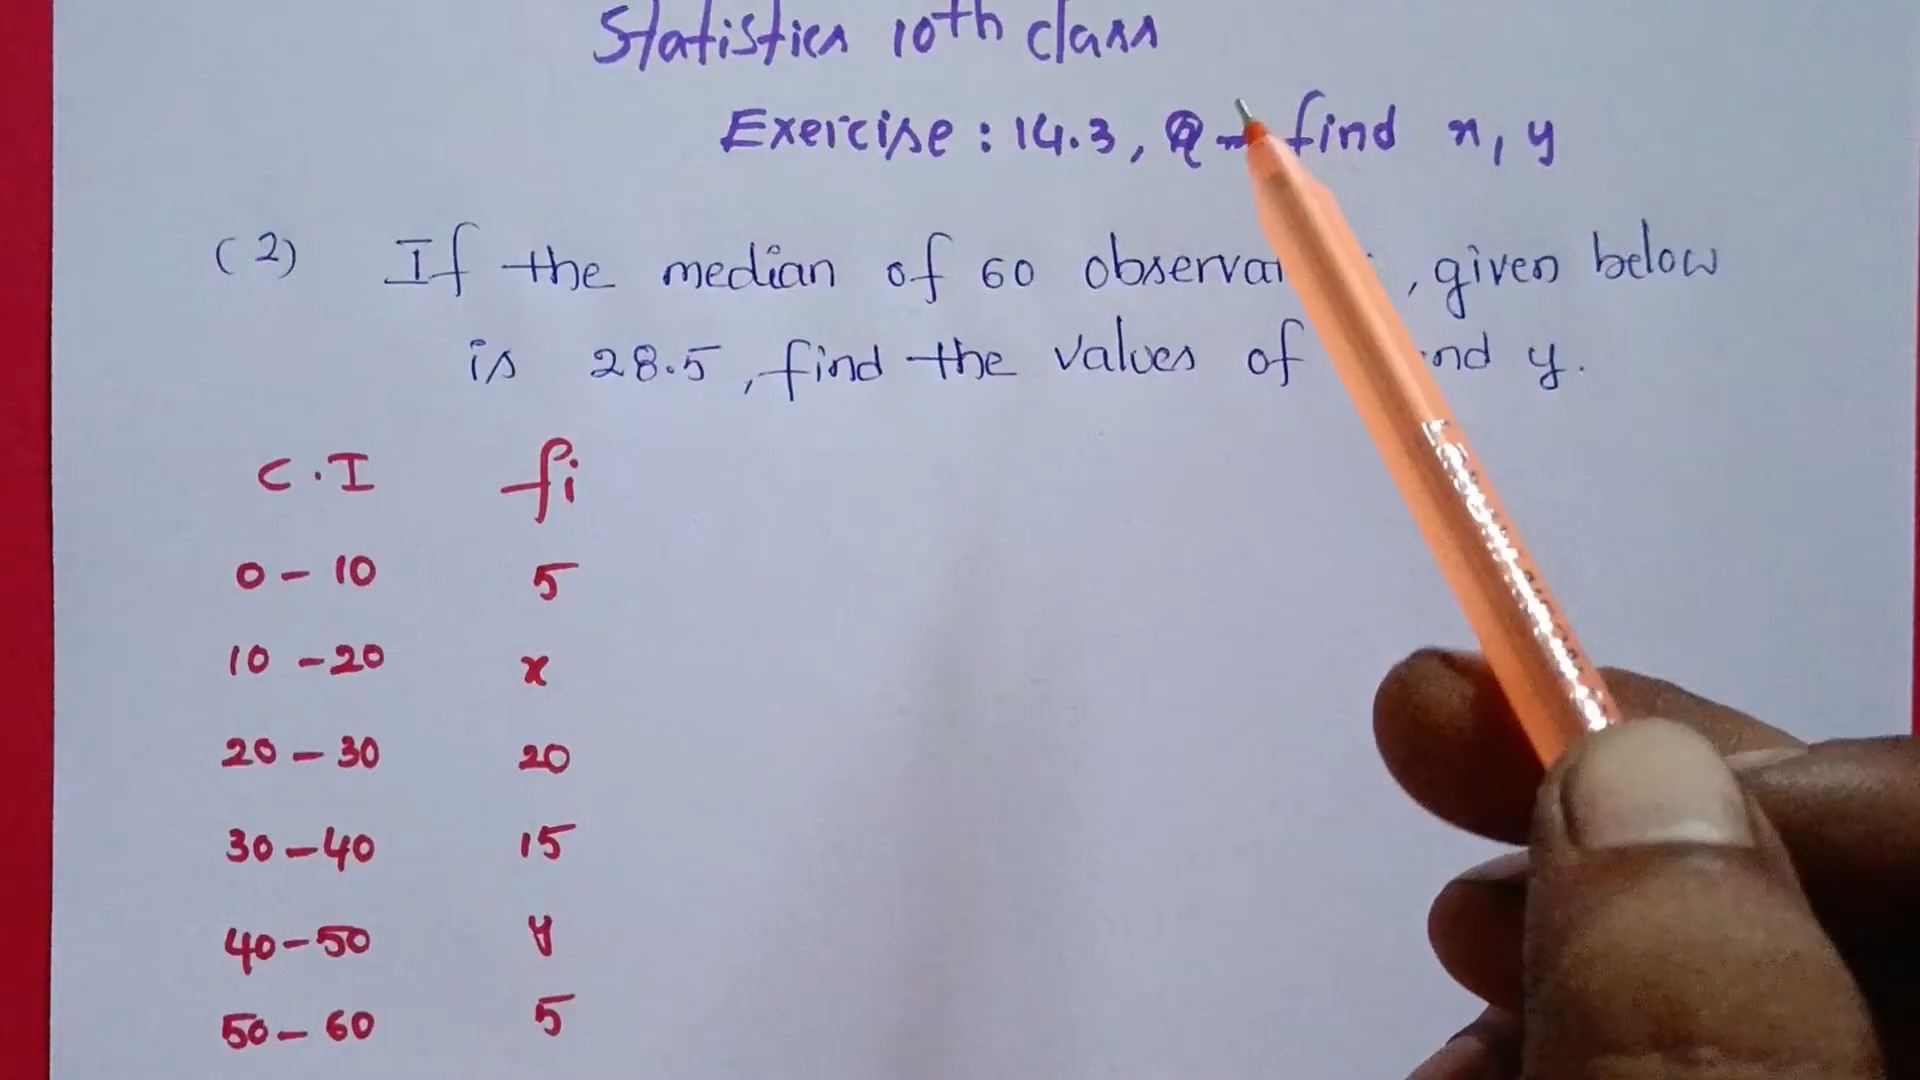 Statistics 10th class
Exercise : 14.3, find x, y
(2) If the median of 60 , given below
is 28.5, find the values of y.
C.I fi
0 - 10 5
10 - 20 x
20 - 30 20
30 - 40 15
40 - 50 y
50 - 60 5